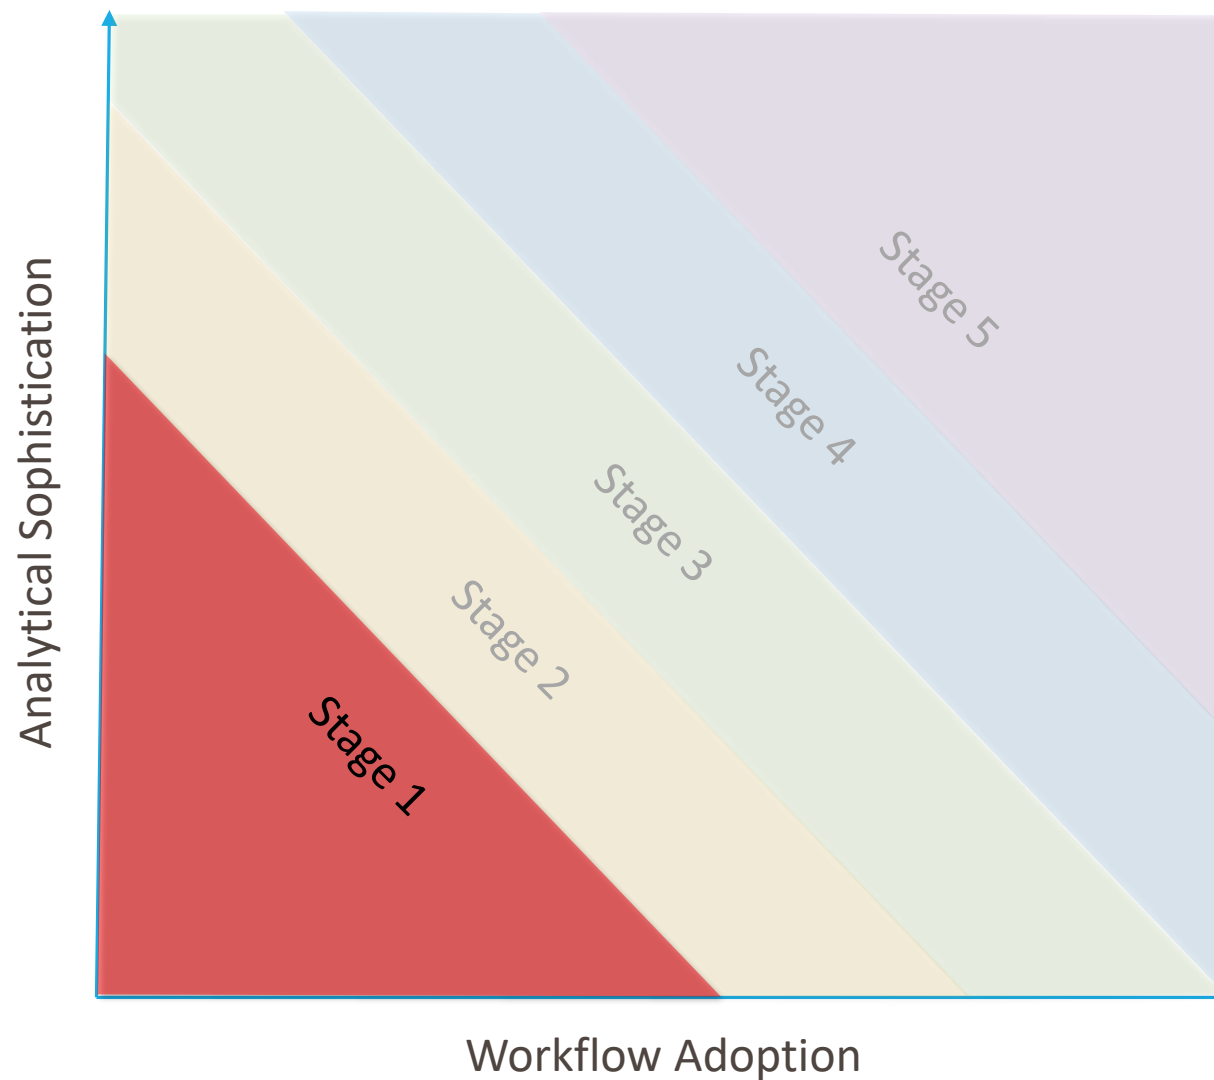 Analytical Sophistication
Stage 5
Stage 4
Stage 3
Stage 2
Stage 1
Workflow Adoption